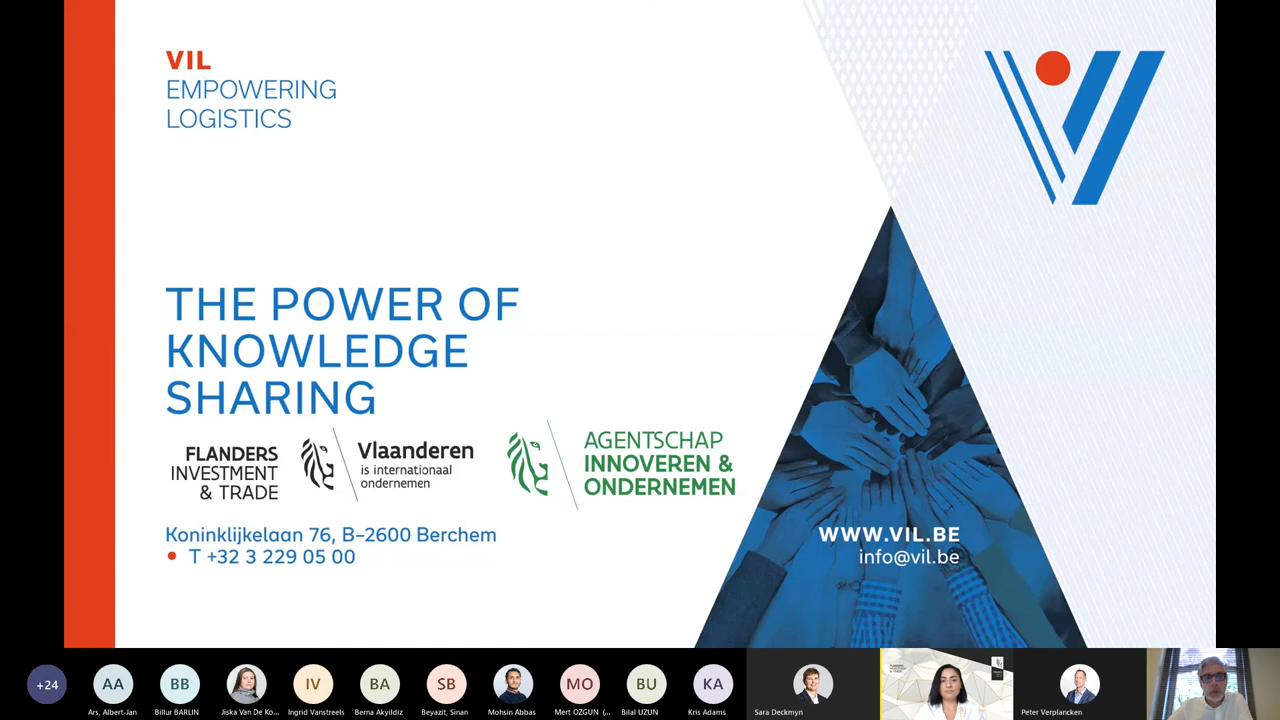 VIL
EMPOWERING
LOGISTICS
THE POWER OF
KNOWLEDGE
SHARING
FLANDERS
INVESTMENT
& TRADE
Vlaanderen
is internationaal
ondernemen
AGENTSCHAP
INNOVEREN &
ONDERNEMEN
Koninklijkelaan 76, B-2600 Berchem
T +32 3 229 05 00
WWW.VIL.BE
info@vil.be
+24
AA
BB
IV
BA
SB
MO
BU
KA
Ars, Albert-Jan
Billur BARLIN
Jiska Van De Ko...
Ingrid Vanstreels
Berna Akyildiz
Beyazit, Sinan
Mohsin Abbas
Mert OZGUN (...
Bilal UZUN
Kris Adams
Sara Deckmyn
Peter Verplancken